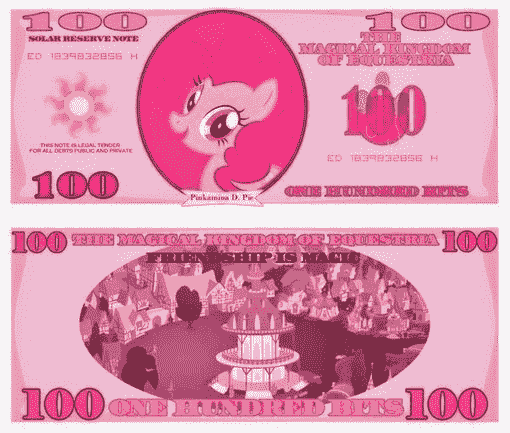 100 100
SOLAR RESERVE NOTE
ED 1839832856 H
THE
MAGICAL KINGDOM
OF EQUESTRIA
100
THIS NOTE IS LEGAL TENDER
FOR ALL DEBTS PUBLIC AND PRIVATE
ED 1839832856 H
100
ONE HUNDRED BITS
Pinkamina D. Pie
100 THE MAGICAL KINGDOM OF EQUESTRIA 100
FRIENDSHIP IS MAGIC
100 ONE HUNDRED BITS 100